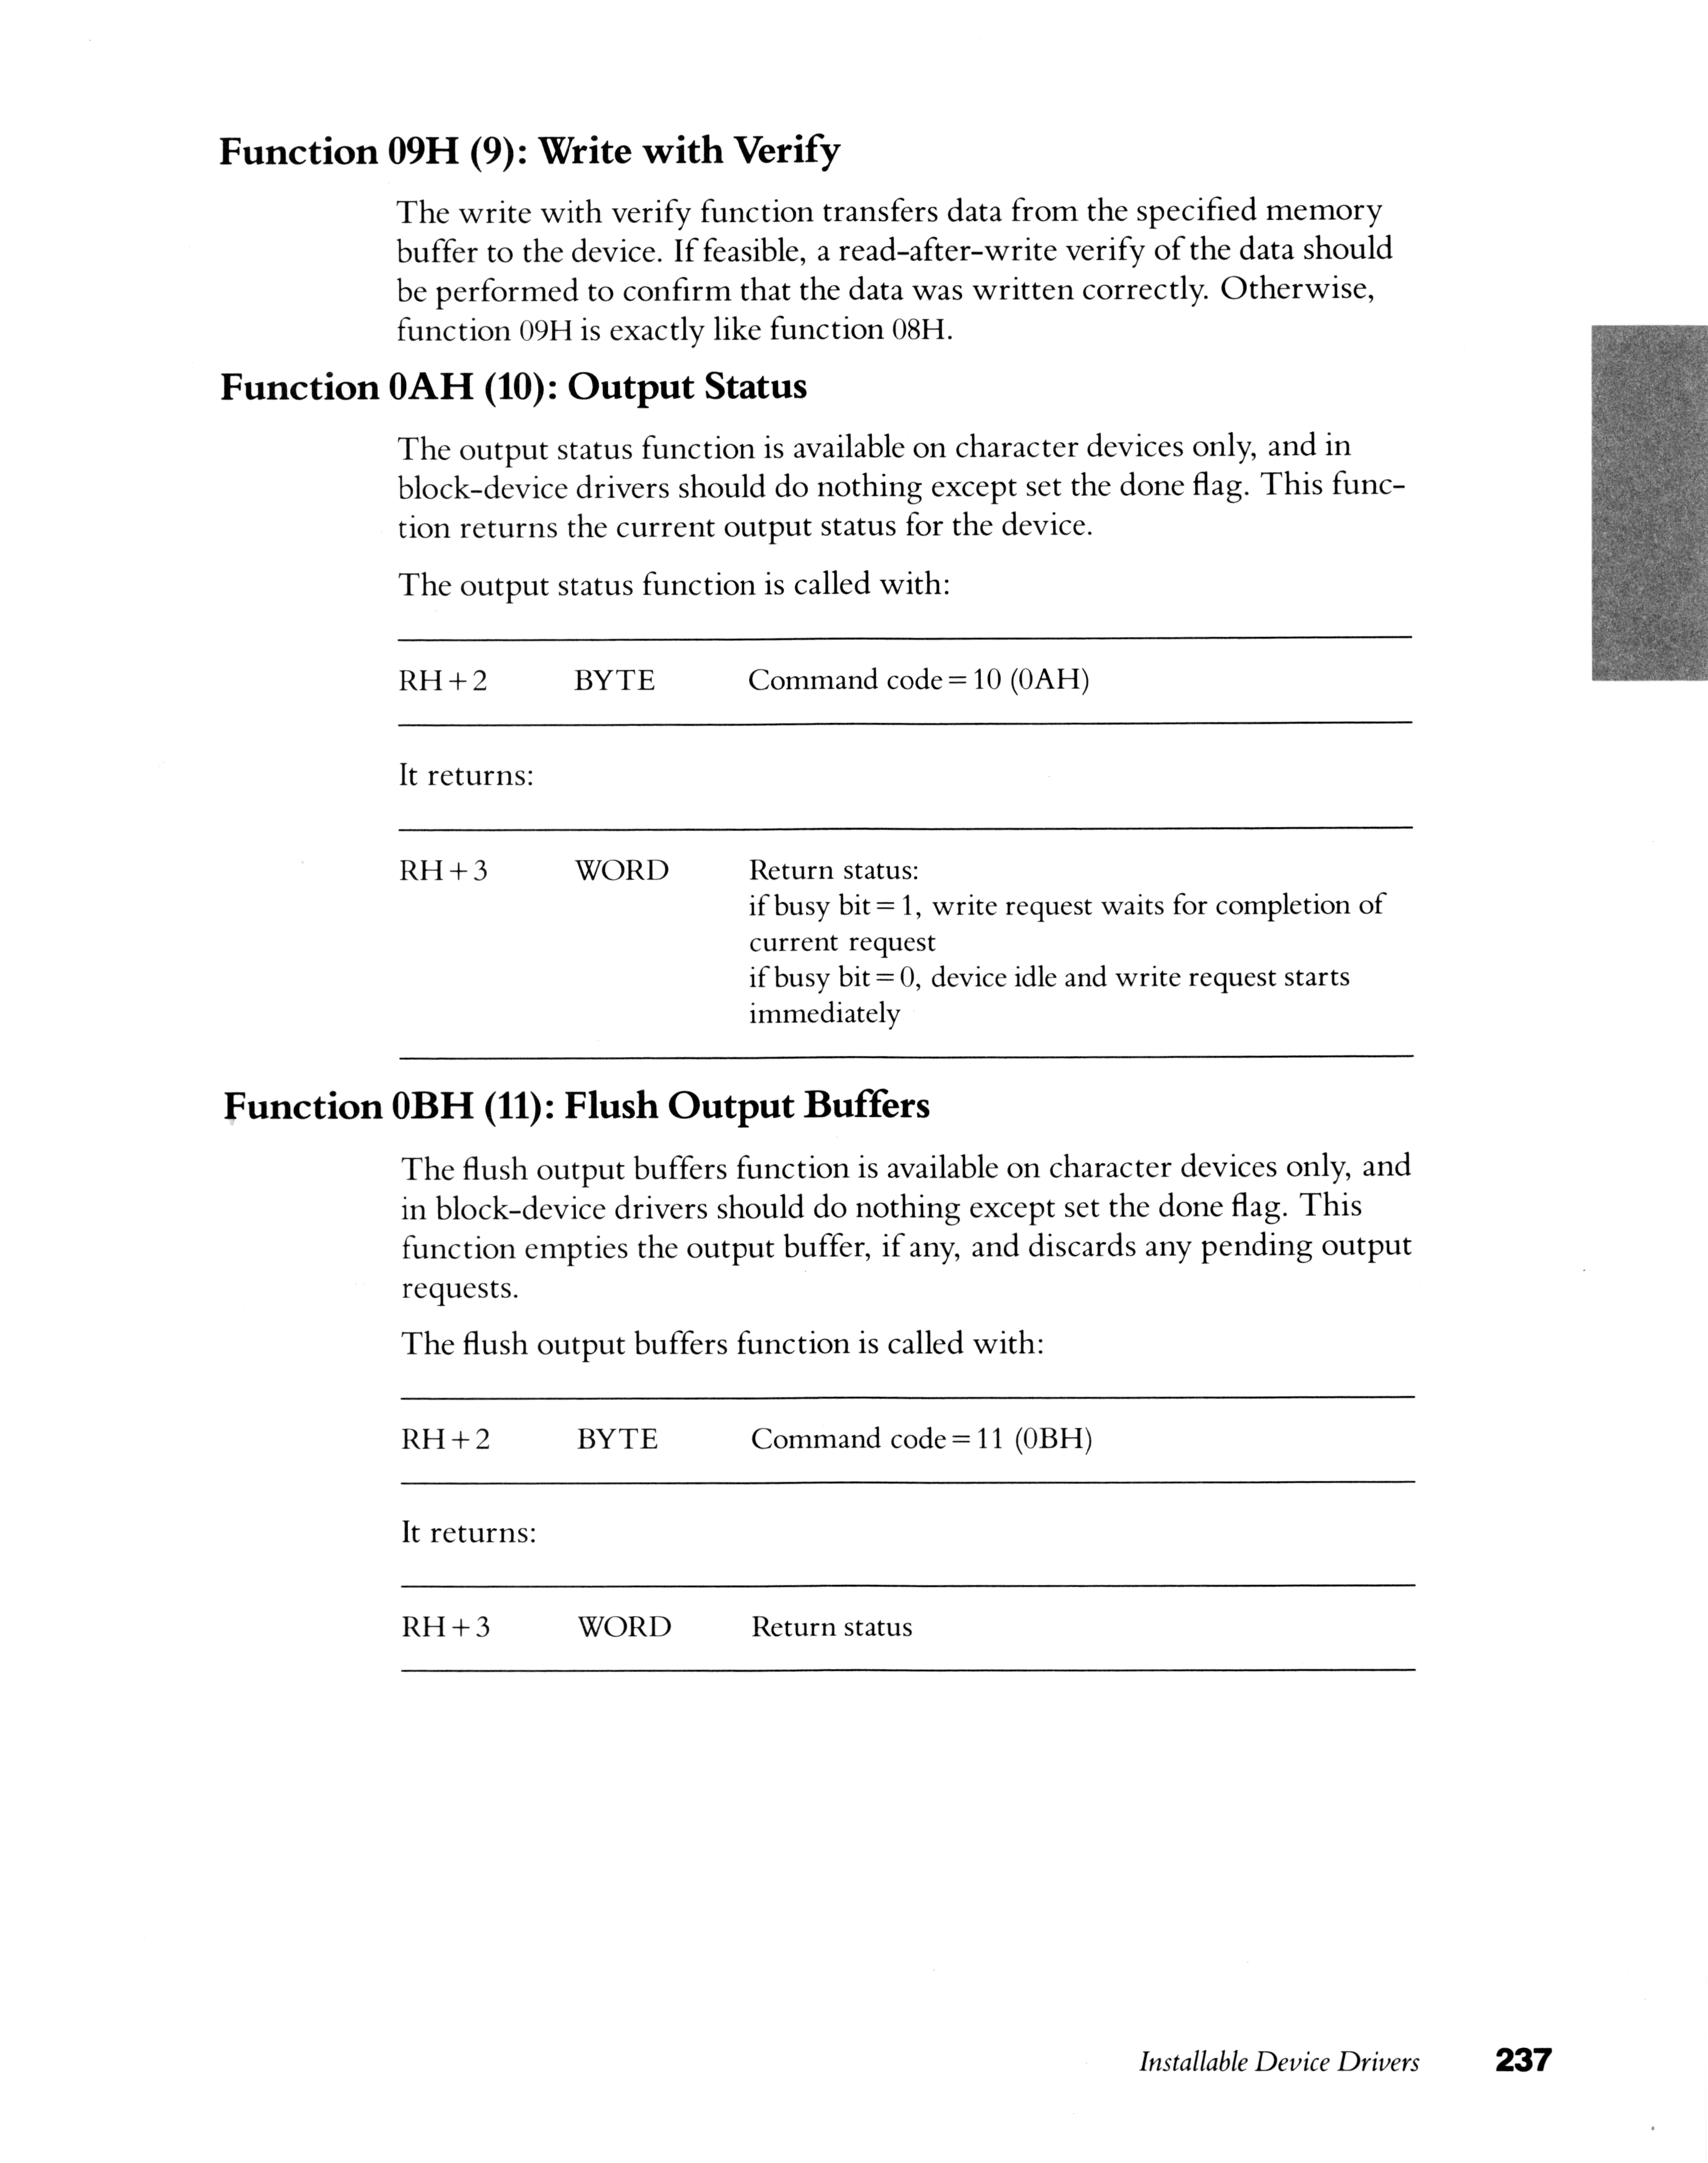 Function 09H (9): Write with Verify
The write with verify function transfers data from the specified memory
buffer to the device. If feasible, a read-after-write verify of the data should
be performed to confirm that the data was written correctly. Otherwise,
function 09H is exactly like function 08H.
Function 0AH (10): Output Status
The output status function is available on character devices only, and in
block-device drivers should do nothing except set the done flag. This func-
tion returns the current output status for the device.
The output status function is called with:
RH+2 BYTE Command code=10 (0AH)
It returns:
RH+3 WORD Return status:
if busy bit=1, write request waits for completion of
current request
if busy bit=0, device idle and write request starts
immediately
Function 0BH (11): Flush Output Buffers
The flush output buffers function is available on character devices only, and
in block-device drivers should do nothing except set the done flag. This
function empties the output buffer, if any, and discards any pending output
requests.
The flush output buffers function is called with:
RH+2 BYTE Command code=11 (0BH)
It returns:
RH+3 WORD Return status
Installable Device Drivers 237